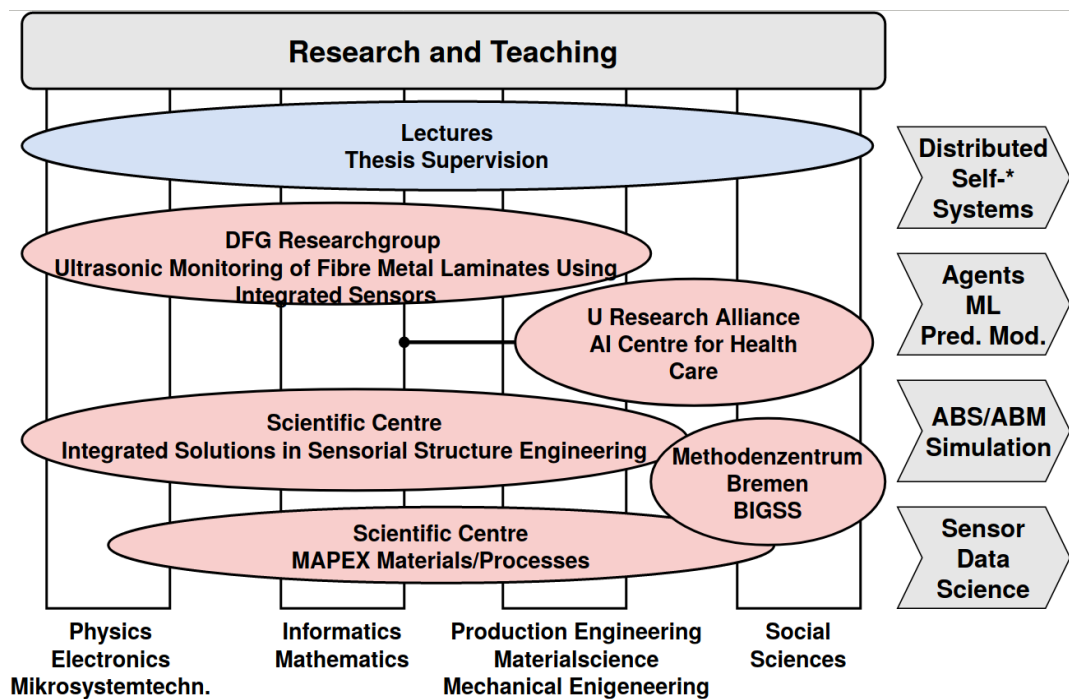 Research and Teaching
Lectures
Thesis Supervision
DFG Researchgroup
Ultrasonic Monitoring of Fibre Metal Laminates Using
Integrated Sensors
U Research Alliance
AI Centre for Health
Care
Scientific Centre
Integrated Solutions in Sensorial Structure Engineering
Methodenzentrum
Bremen
BIGSS
Scientific Centre
MAPEX Materials/Processes
Distributed
Self-*
Systems
Agents
ML
Pred. Mod.
ABS/ABM
Simulation
Sensor
Data
Science
Physics
Electronics
Mikrosystemtechn.
Informatics
Mathematics
Production Engineering
Materialscience
Mechanical Enigeneering
Social
Sciences